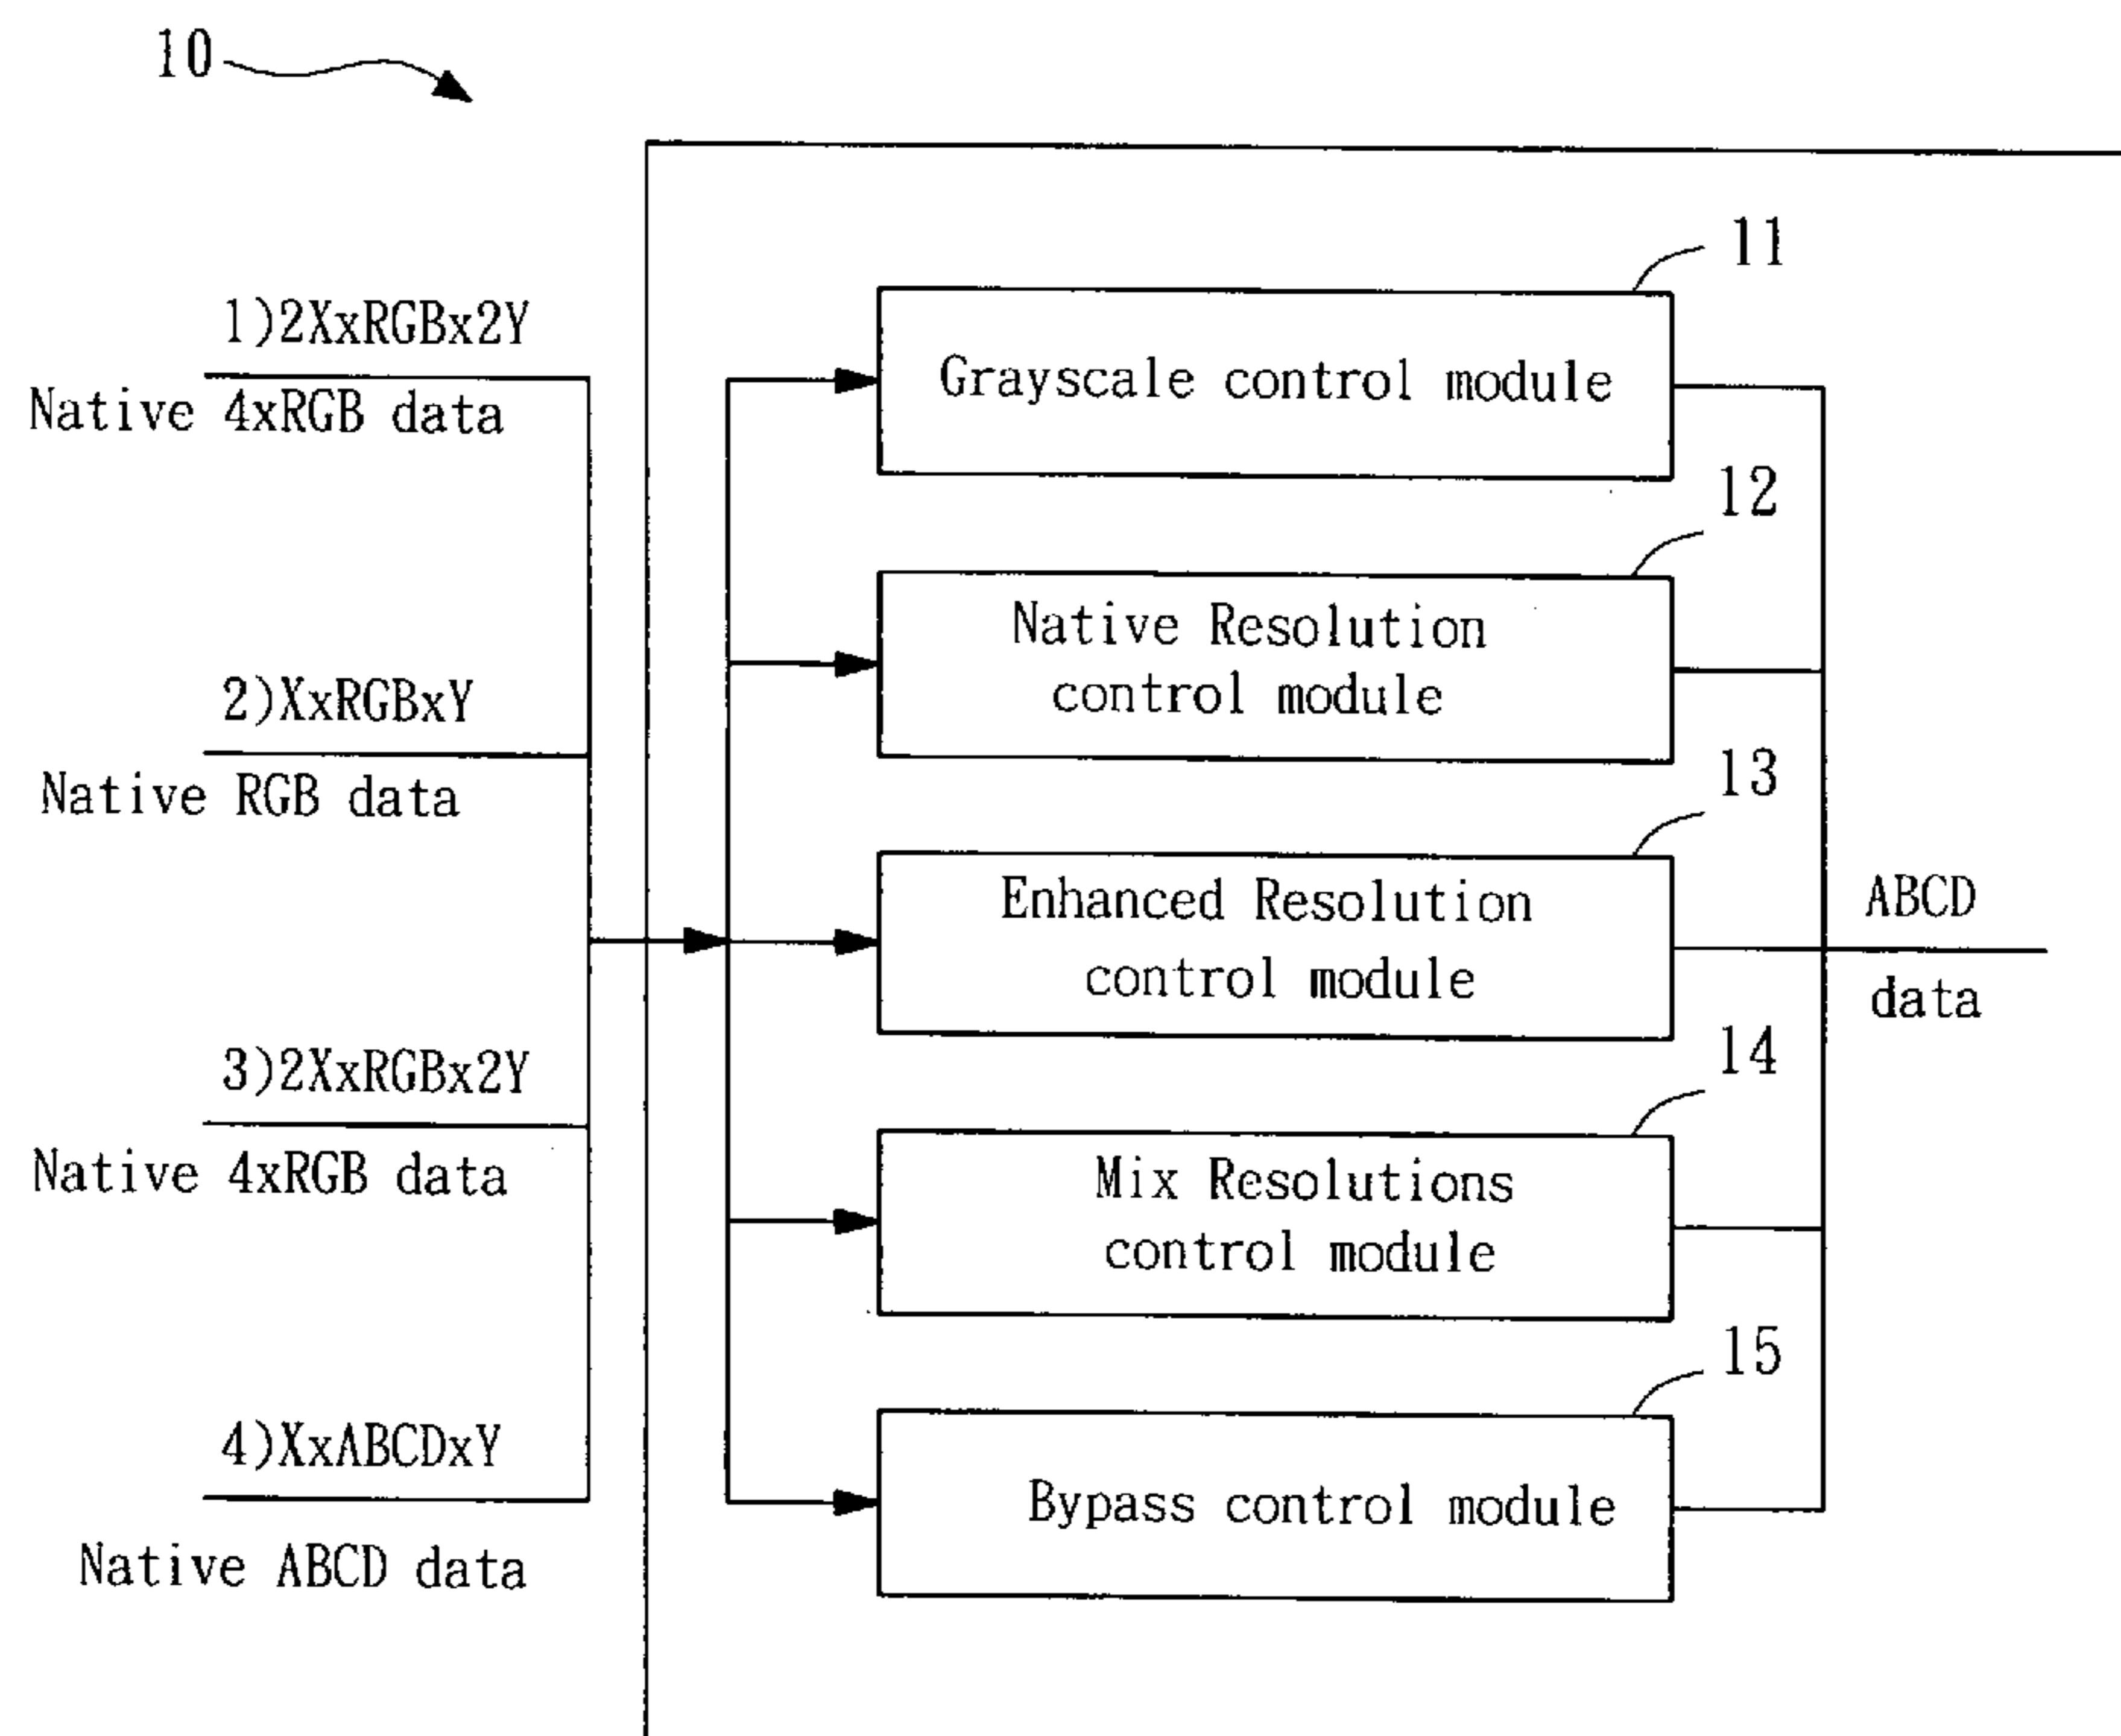 10
1)2XxRGBx2Y
Native 4xRGB data
2)XxRGBxY
Native RGB data
3)2XxRGBx2Y
Native 4xRGB data
4)XxABCDxY
Native ABCD data
11
Grayscale control module
12
Native Resolution
control module
13
Enhanced Resolution
control module
14
Mix Resolutions
control module
15
Bypass control module
ABCD
data